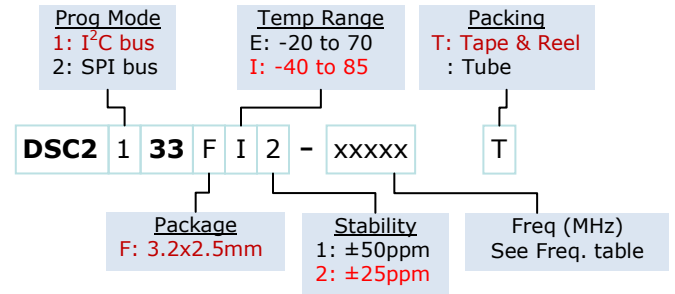 Prog Mode
1: I²C bus
2: SPI bus
Temp Range
E: -20 to 70
I: -40 to 85
Packing
T: Tape & Reel
: Tube
DSC2 1 33 F I 2 – xxxxx T
Package
F: 3.2x2.5mm
Stability
1: ±50ppm
2: ±25ppm
Freq (MHz)
See Freq. table